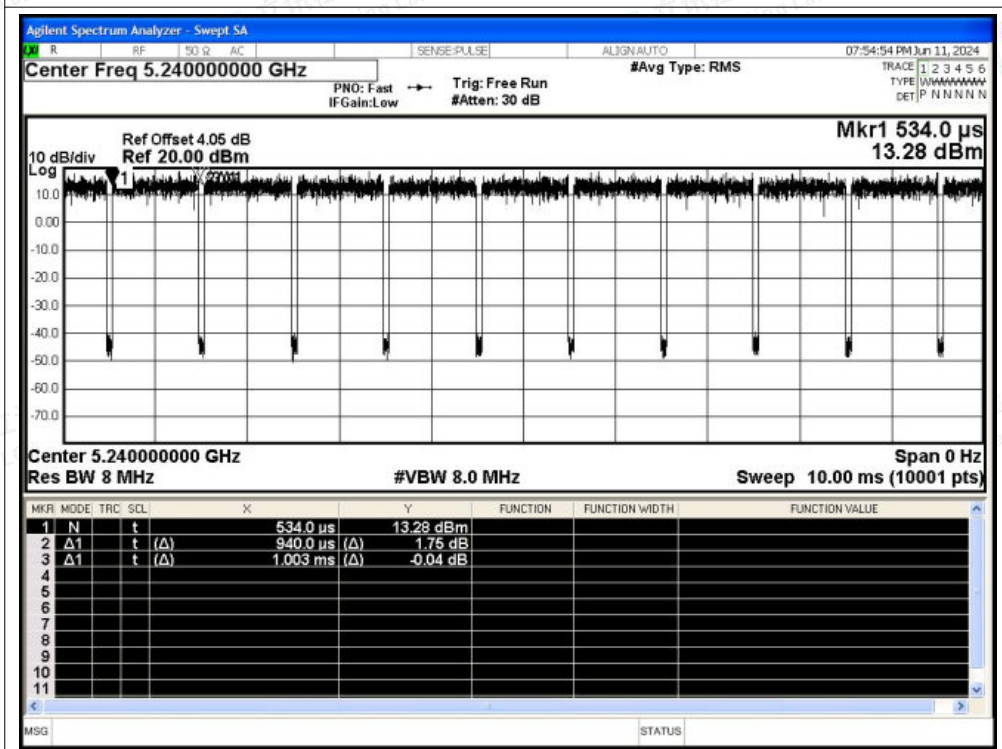 Agilent Spectrum Analyzer - Swept SA
R RF 50 Ω AC SENSE:PULSE ALIGN AUTO 07:54:54 PM Jun 11, 2024
Center Freq 5.240000000 GHz #Avg Type: RMS TRACE 1 2 3 4 5 6
PNO: Fast Trig: Free Run TYPE WWWWWW
IFGain:Low #Atten: 30 dB DET P N N N N N
Mkr1 534.0 µs
13.28 dBm
Ref Offset 4.05 dB
10 dB/div Ref 20.00 dBm
Log
1
10.0
0.00
-10.0
-20.0
-30.0
-40.0
-50.0
-60.0
-70.0
Center 5.240000000 GHz Span 0 Hz
Res BW 8 MHz #VBW 8.0 MHz Sweep 10.00 ms (10001 pts)
MKR MODE TRC SCL X Y FUNCTION FUNCTION WIDTH FUNCTION VALUE
1 N t 534.0 µs 13.28 dBm
2 Δ1 t (Δ) 940.0 µs (Δ) 1.75 dB
3 Δ1 t (Δ) 1.003 ms (Δ) -0.04 dB
4
5
6
7
8
9
10
11
MSG STATUS